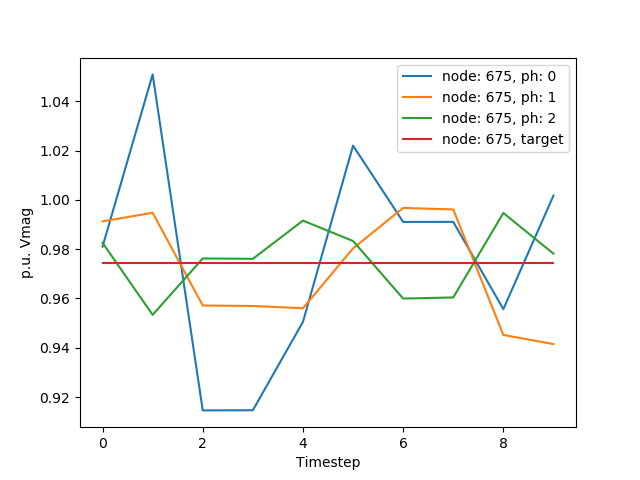 node: 675, ph: 0
node: 675, ph: 1
node: 675, ph: 2
node: 675, target
1.04
1.02
1.00
0.98
0.96
0.94
0.92
p.u. Vmag
0
2
4
6
8
Timestep